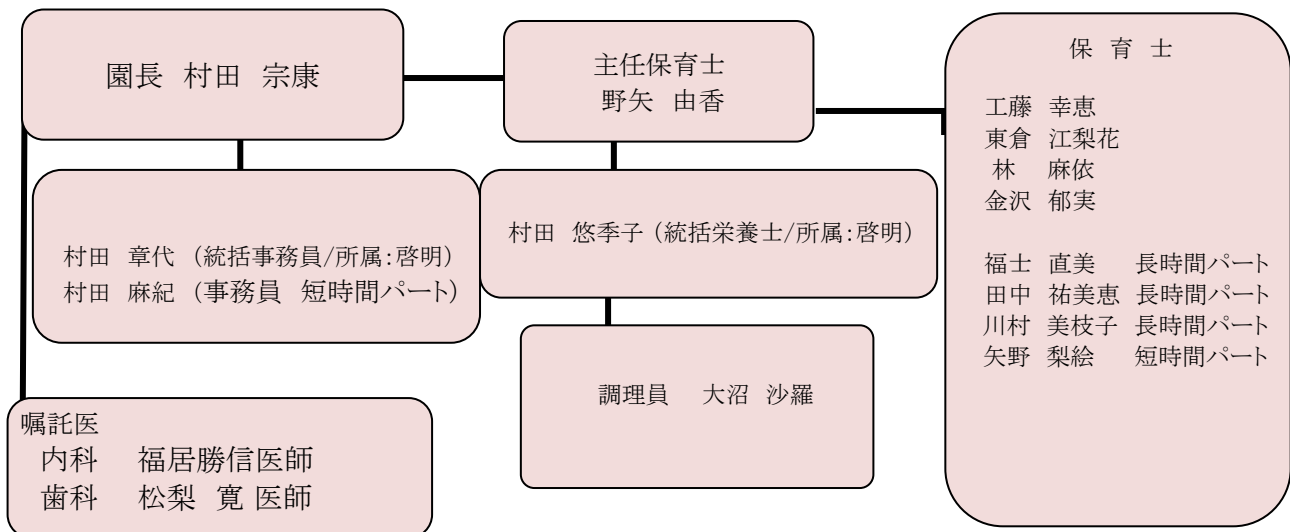 園長 村田 宗康
主任保育士
野矢 由香
保 育 士
工藤 幸恵
東倉 江梨花
林 麻依
金沢 郁実
福士 直美 長時間パート
田中 祐美恵 長時間パート
川村 美枝子 長時間パート
矢野 梨絵 短時間パート
村田 章代 (統括事務員/所属:啓明)
村田 麻紀 (事務員 短時間パート)
村田 悠季子 (統括栄養士/所属:啓明)
調理員 大沼 沙羅
嘱託医
内科 福居勝信医師
歯科 松梨 寛 医師